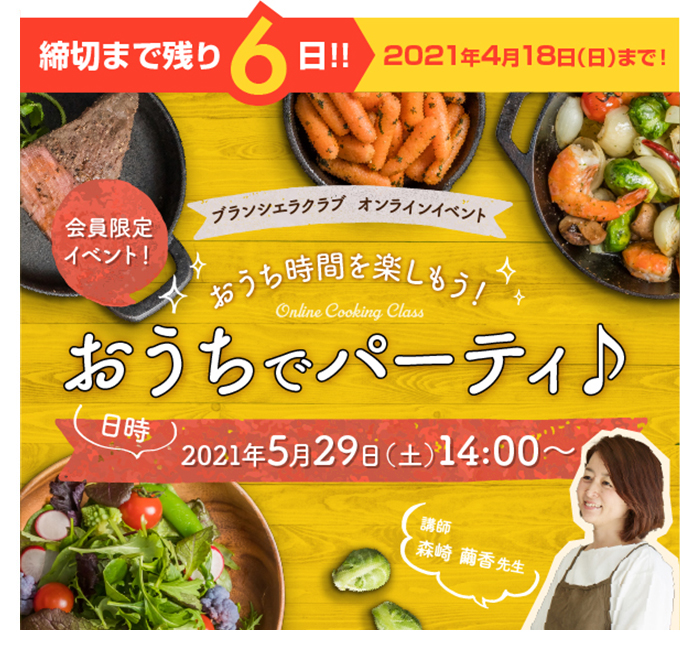 締切まで残り6日!!
2021年4月18日(日)まで!
会員限定
イベント!
ブランシエラクラブ オンラインイベント
おうち時間を楽しもう!
Online Cooking Class
おうちでパーティ♪
日時
2021年5月29日(土)14:00〜
講師
森崎 繭香先生